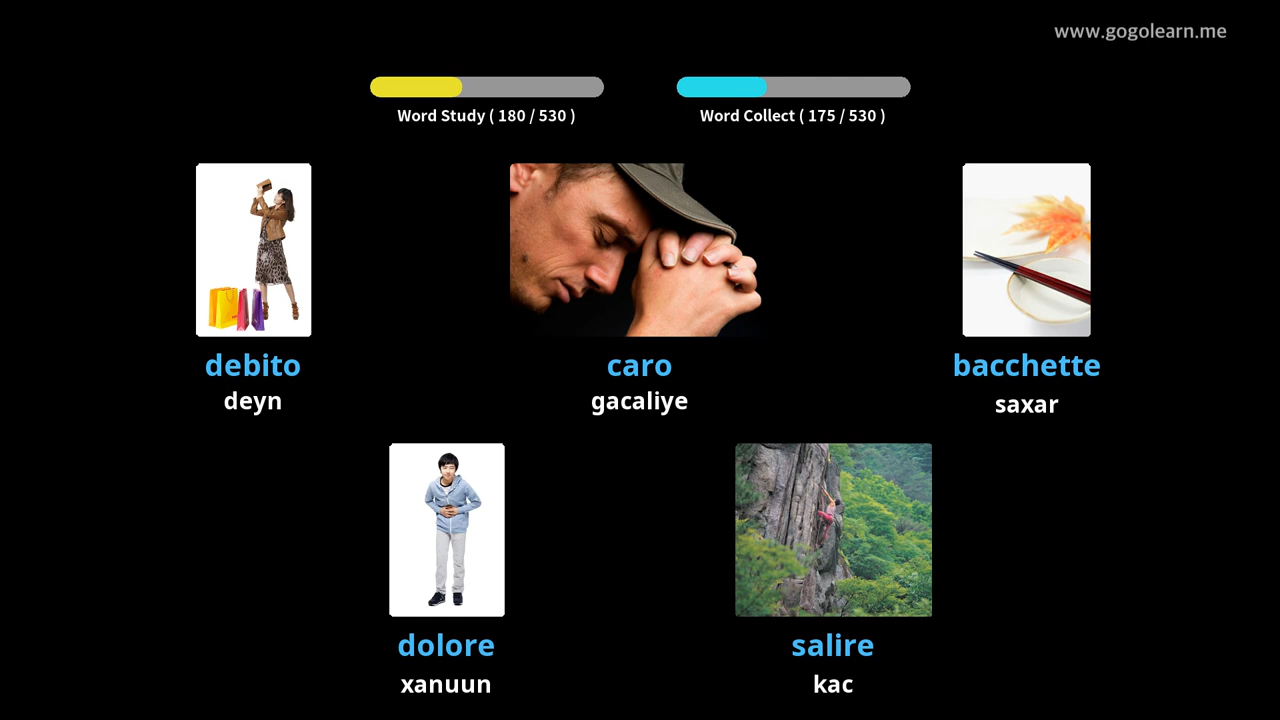 www.gogolearn.me
Word Study ( 180 / 530 )
Word Collect ( 175 / 530 )
debito
deyn
caro
gacaliye
bacchette
saxar
dolore
xanuun
salire
kac